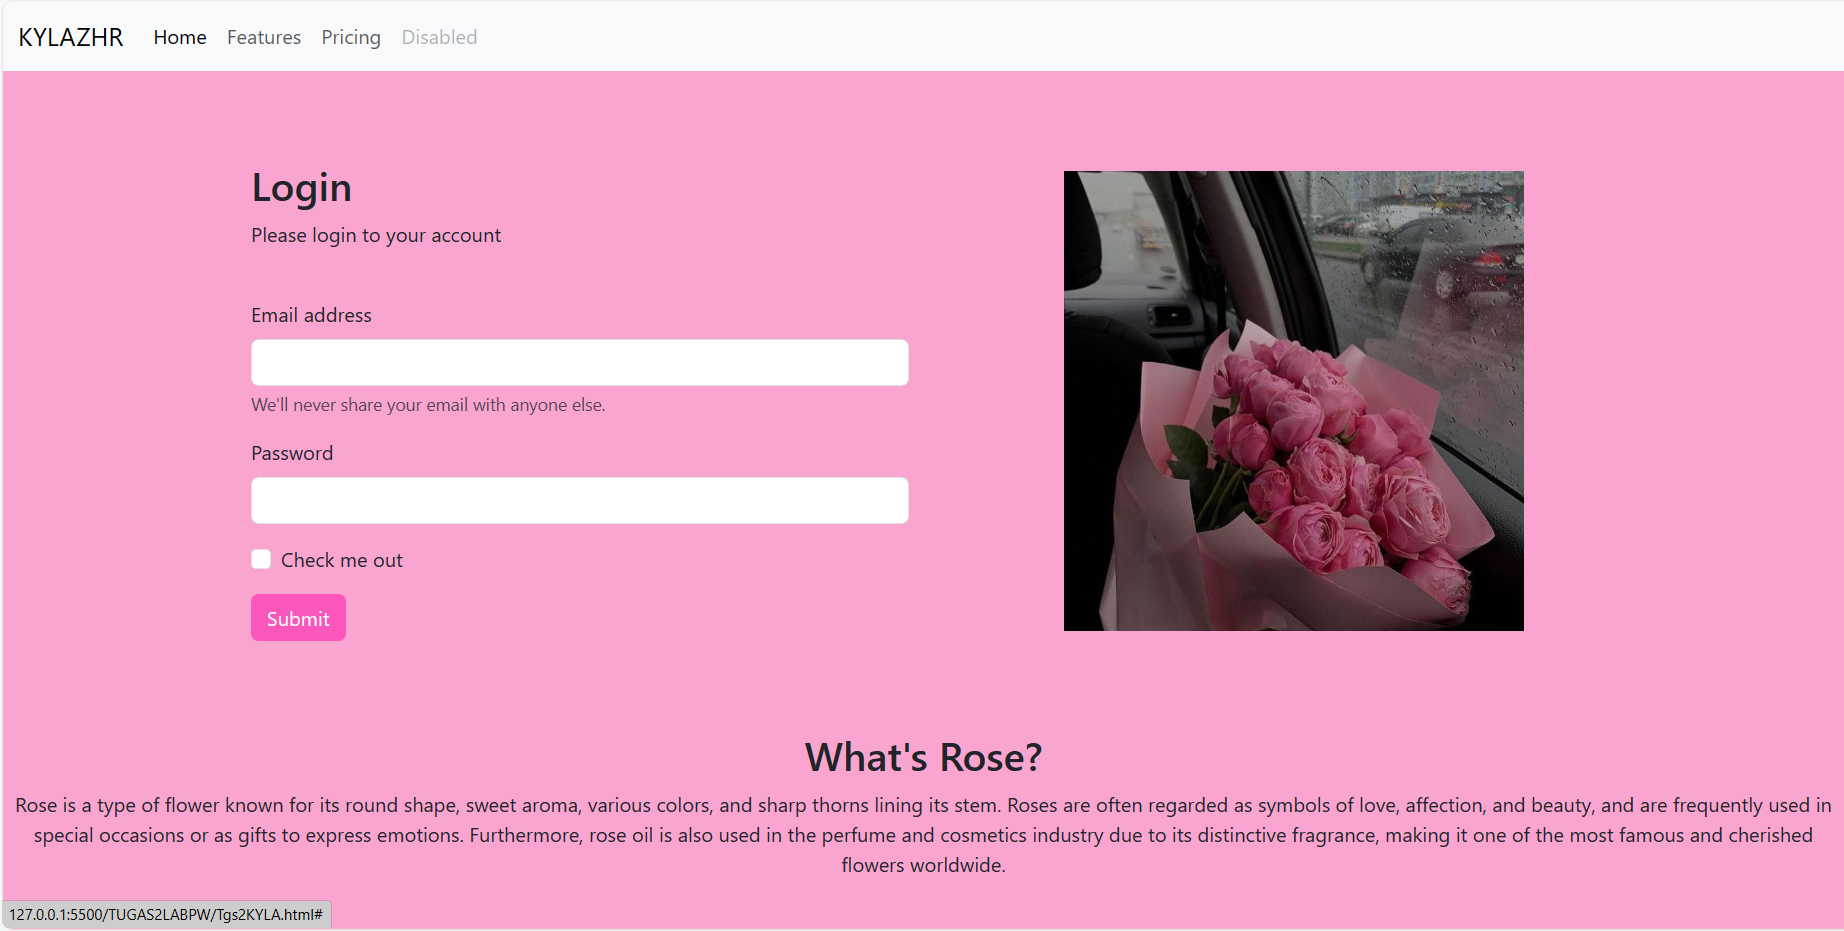 KYLAZHR Home Features Pricing Disabled
Login
Please login to your account
Email address
We'll never share your email with anyone else.
Password
Check me out
Submit
What's Rose?
Rose is a type of flower known for its round shape, sweet aroma, various colors, and sharp thorns lining its stem. Roses are often regarded as symbols of love, affection, and beauty, and are frequently used in
special occasions or as gifts to express emotions. Furthermore, rose oil is also used in the perfume and cosmetics industry due to its distinctive fragrance, making it one of the most famous and cherished
flowers worldwide.
127.0.0.1:5500/TUGAS2LABPW/Tgs2KYLA.html#